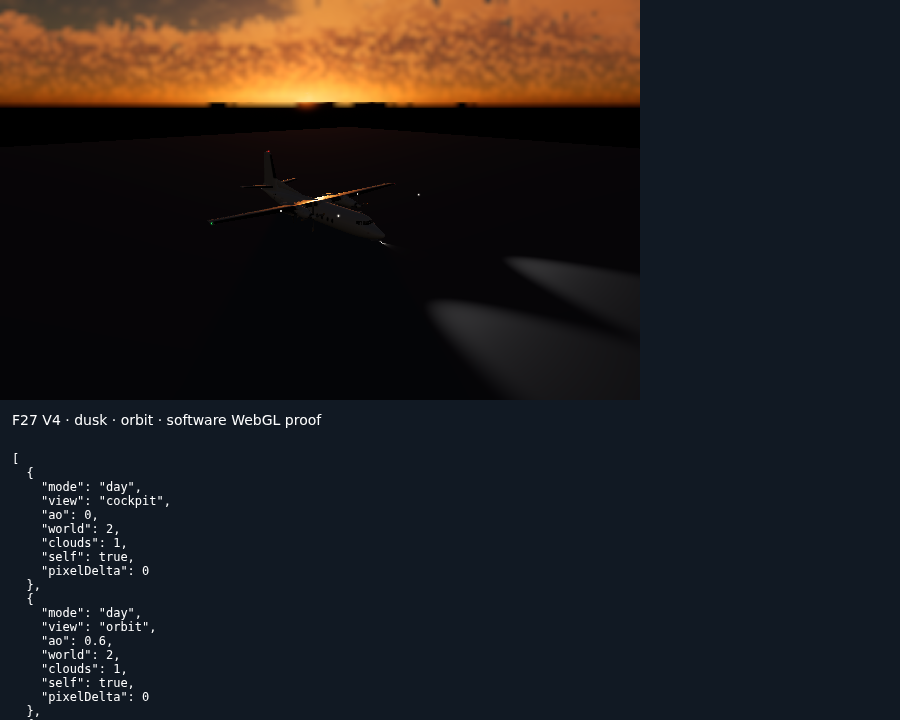 F27 V4 · dusk · orbit · software WebGL proof
[
  {
    "mode": "day",
    "view": "cockpit",
    "ao": 0,
    "world": 2,
    "clouds": 1,
    "self": true,
    "pixelDelta": 0
  },
  {
    "mode": "day",
    "view": "orbit",
    "ao": 0.6,
    "world": 2,
    "clouds": 1,
    "self": true,
    "pixelDelta": 0
  },